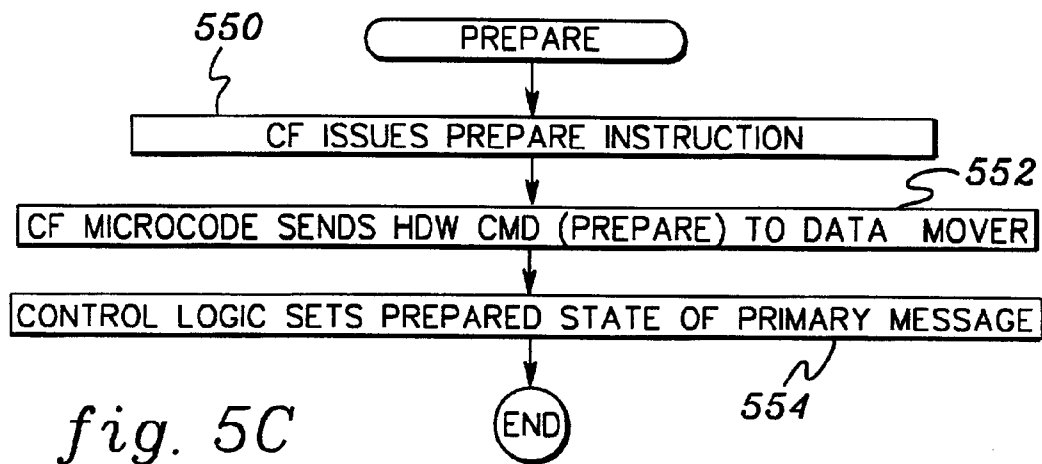 550
PREPARE
CF ISSUES PREPARE INSTRUCTION
552
CF MICROCODE SENDS HDW CMD (PREPARE) TO DATA MOVER
CONTROL LOGIC SETS PREPARED STATE OF PRIMARY MESSAGE
554
END
fig. 5C